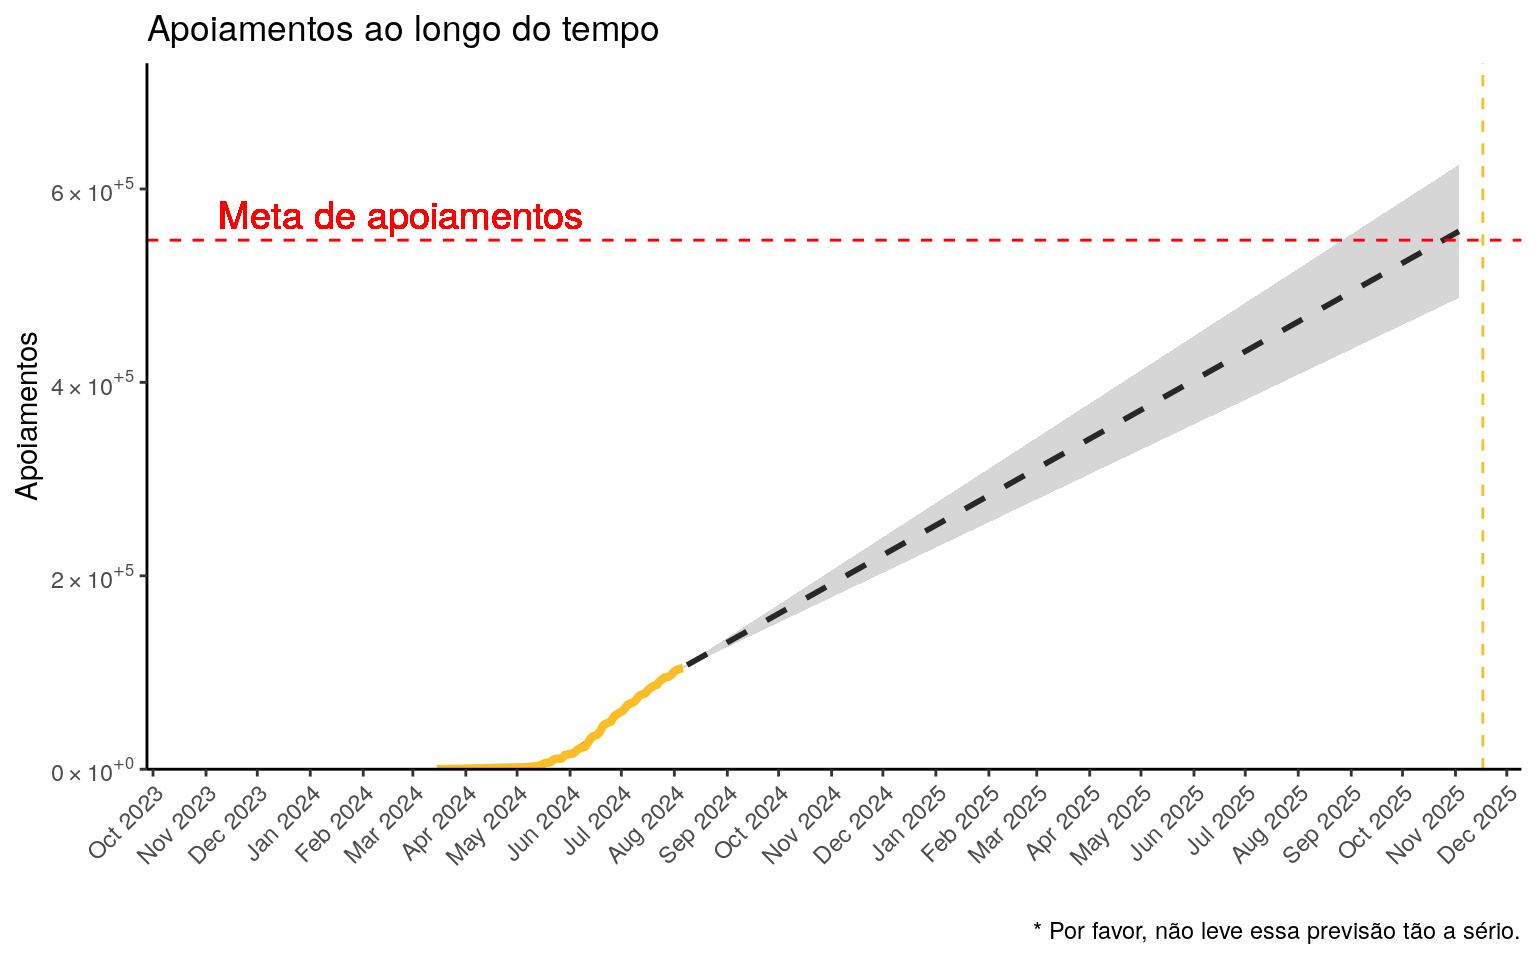 Apoiamentos ao longo do tempo
Apoiamentos
6 × 10⁺⁵
4 × 10⁺⁵
2 × 10⁺⁵
0 × 10⁺⁰
Meta de apoiamentos
Oct 2023
Nov 2023
Dec 2023
Jan 2024
Feb 2024
Mar 2024
Apr 2024
May 2024
Jun 2024
Jul 2024
Aug 2024
Sep 2024
Oct 2024
Nov 2024
Dec 2024
Jan 2025
Feb 2025
Mar 2025
Apr 2025
May 2025
Jun 2025
Jul 2025
Aug 2025
Sep 2025
Oct 2025
Nov 2025
Dec 2025
* Por favor, não leve essa previsão tão a sério.